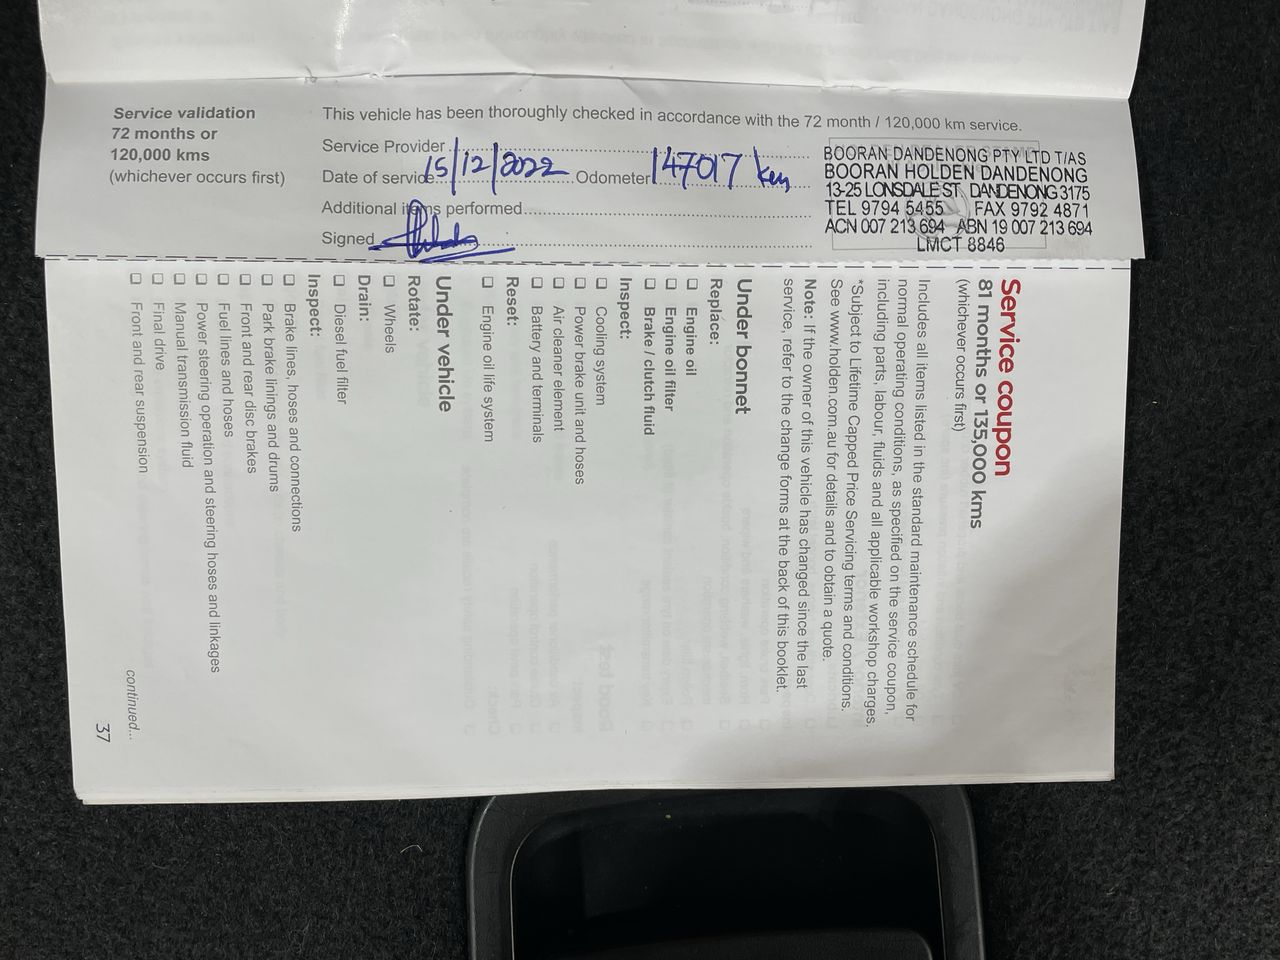 Service validation
72 months or
120,000 kms
(whichever occurs first)
This vehicle has been thoroughly checked in accordance with the 72 month / 120,000 km service.
Service Provider
Date of service 15/12/2022 Odometer 147017 km
Additional items performed
Signed
BOORAN DANDENONG PTY LTD T/AS
BOORAN HOLDEN DANDENONG
13-25 LONSDALE ST, DANDENONG 3175
TEL 9794 5455 FAX 9792 4871
ACN 007 213 694 ABN 19 007 213 694
LMCT 8846
Service coupon
81 months or 135,000 kms
(whichever occurs first)
Includes all items listed in the standard maintenance schedule for
normal operating conditions, as specified on the service coupon,
including parts, labour, fluids and all applicable workshop charges.
*Subject to Lifetime Capped Price Servicing terms and conditions.
See www.holden.com.au for details and to obtain a quote.
Note: If the owner of this vehicle has changed since the last
service, refer to the change forms at the back of this booklet.
Under bonnet
Replace:
Engine oil
Engine oil filter
Brake / clutch fluid
Inspect:
Cooling system
Power brake unit and hoses
Air cleaner element
Battery and terminals
Reset:
Engine oil life system
Under vehicle
Rotate:
Wheels
Drain:
Diesel fuel filter
Inspect:
Brake lines, hoses and connections
Park brake linings and drums
Front and rear disc brakes
Fuel lines and hoses
Power steering operation and steering hoses and linkages
Manual transmission fluid
Final drive
Front and rear suspension
continued...
37